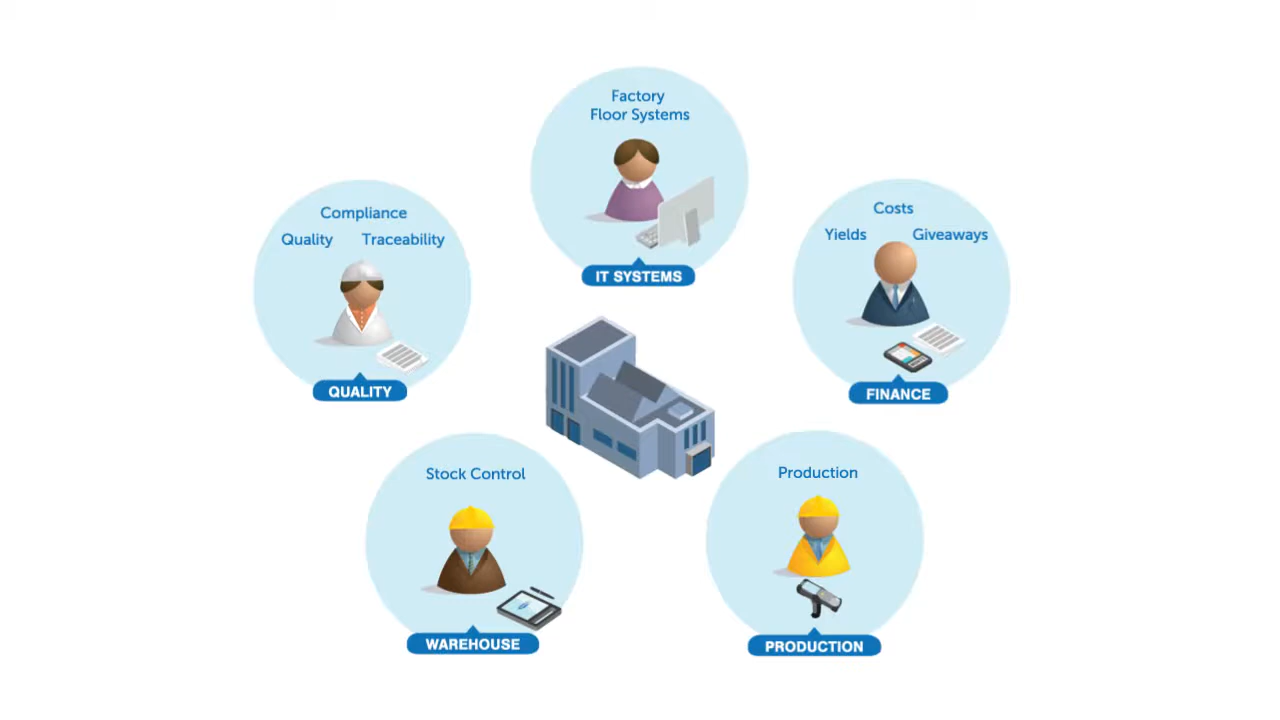 Factory
Floor Systems
IT SYSTEMS
Compliance
Quality Traceability
QUALITY
Costs
Yields Giveaways
FINANCE
Stock Control
WAREHOUSE
Production
PRODUCTION